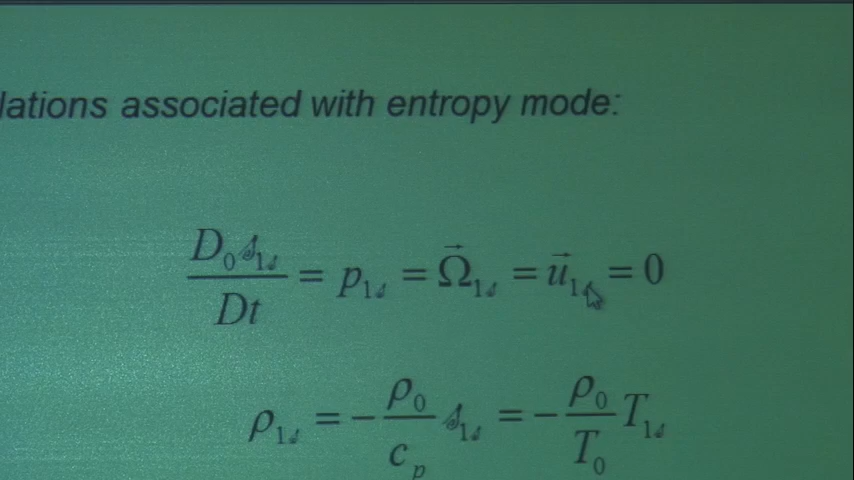 lations associated with entropy mode:
D₀𝓈₁𝓈 / Dt = p₁𝓈 = Ω⃗₁𝓈 = u⃗₁𝓈 = 0
ρ₁𝓈 = − ρ₀ / cₚ 𝓈₁𝓈 = − ρ₀ / T₀ T₁𝓈